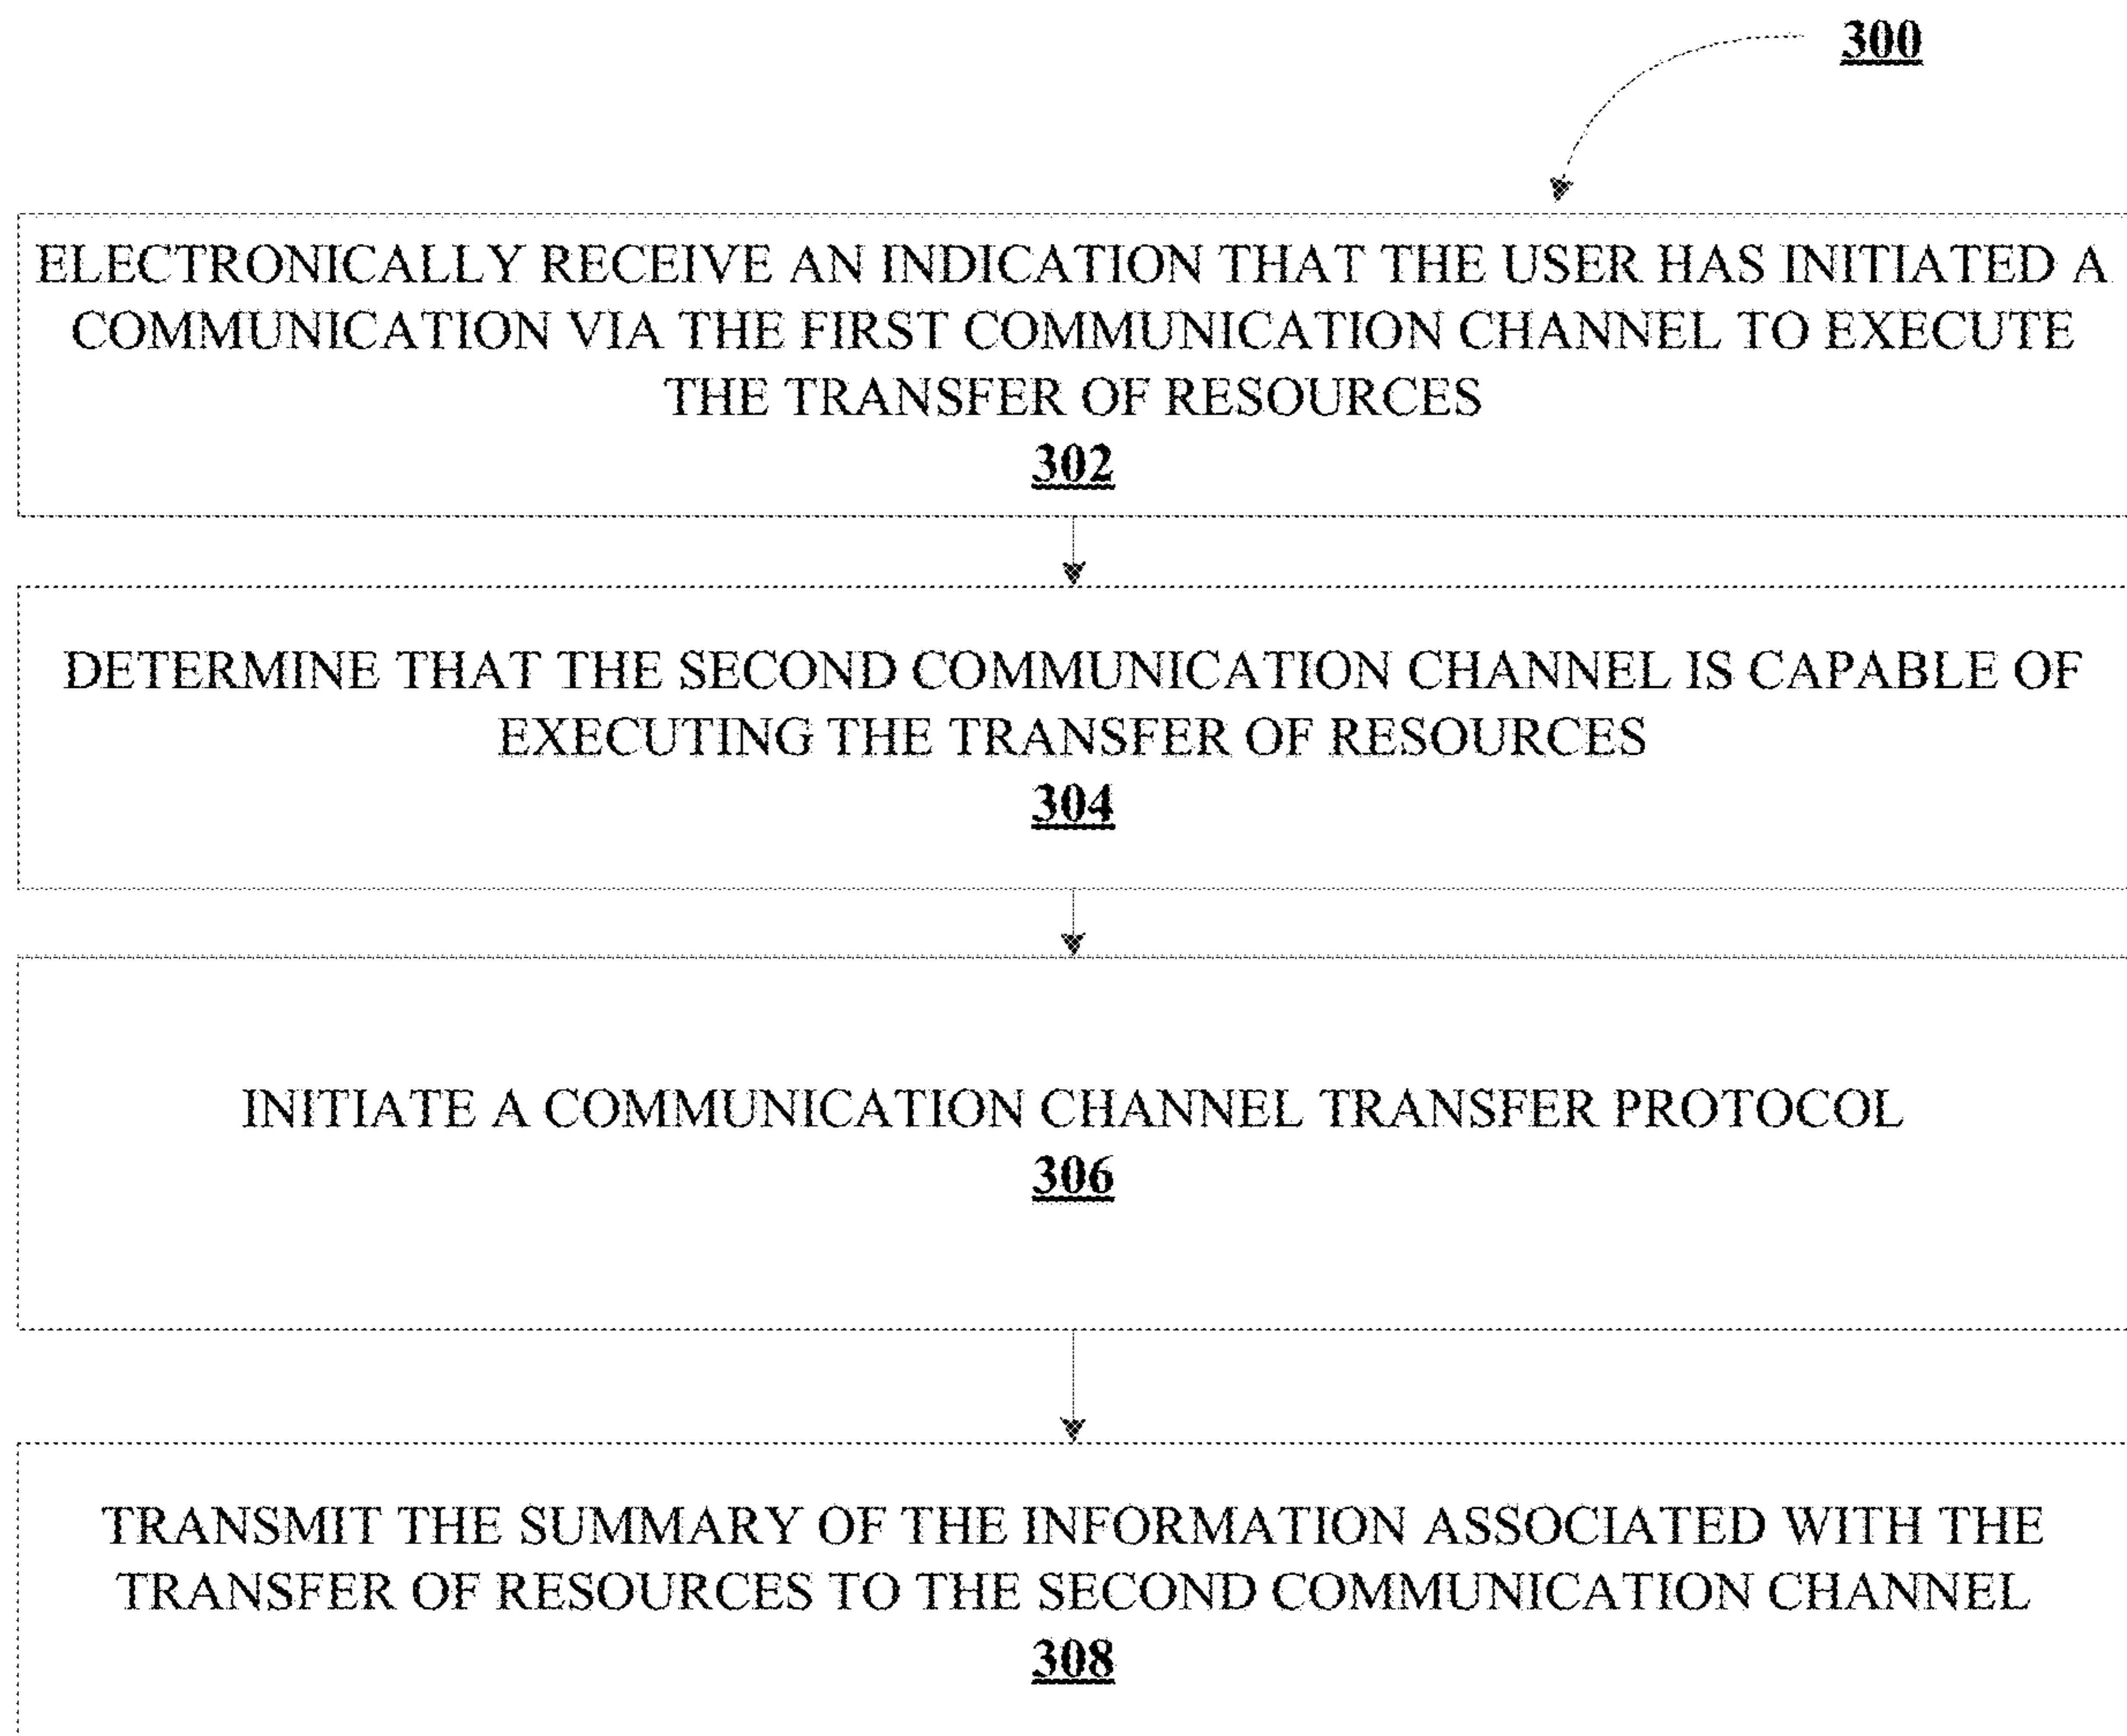 300
ELECTRONICALLY RECEIVE AN INDICATION THAT THE USER HAS INITIATED A
COMMUNICATION VIA THE FIRST COMMUNICATION CHANNEL TO EXECUTE
THE TRANSFER OF RESOURCES
302
DETERMINE THAT THE SECOND COMMUNICATION CHANNEL IS CAPABLE OF
EXECUTING THE TRANSFER OF RESOURCES
304
INITIATE A COMMUNICATION CHANNEL TRANSFER PROTOCOL
306
TRANSMIT THE SUMMARY OF THE INFORMATION ASSOCIATED WITH THE
TRANSFER OF RESOURCES TO THE SECOND COMMUNICATION CHANNEL
308